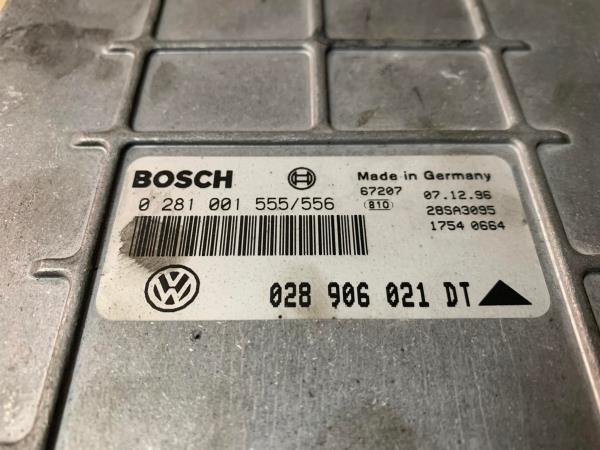 BOSCH
Made in Germany
0 281 001 555/556
67207 07.12.96
810 28SA3095
1754 0664
028 906 021 DT